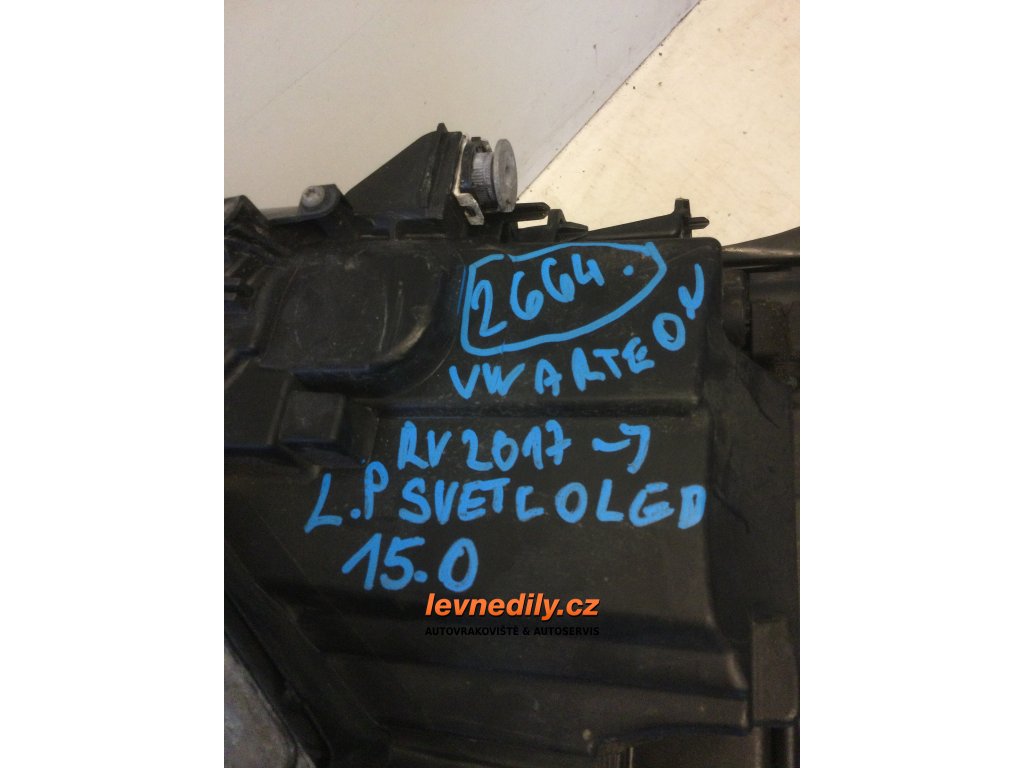 2664.
VW ARTEON
RV 2017 →
L.P SVETLO LED
15.0
levnedily.cz
AUTOVRAKOVIŠTĚ & AUTOSERVIS